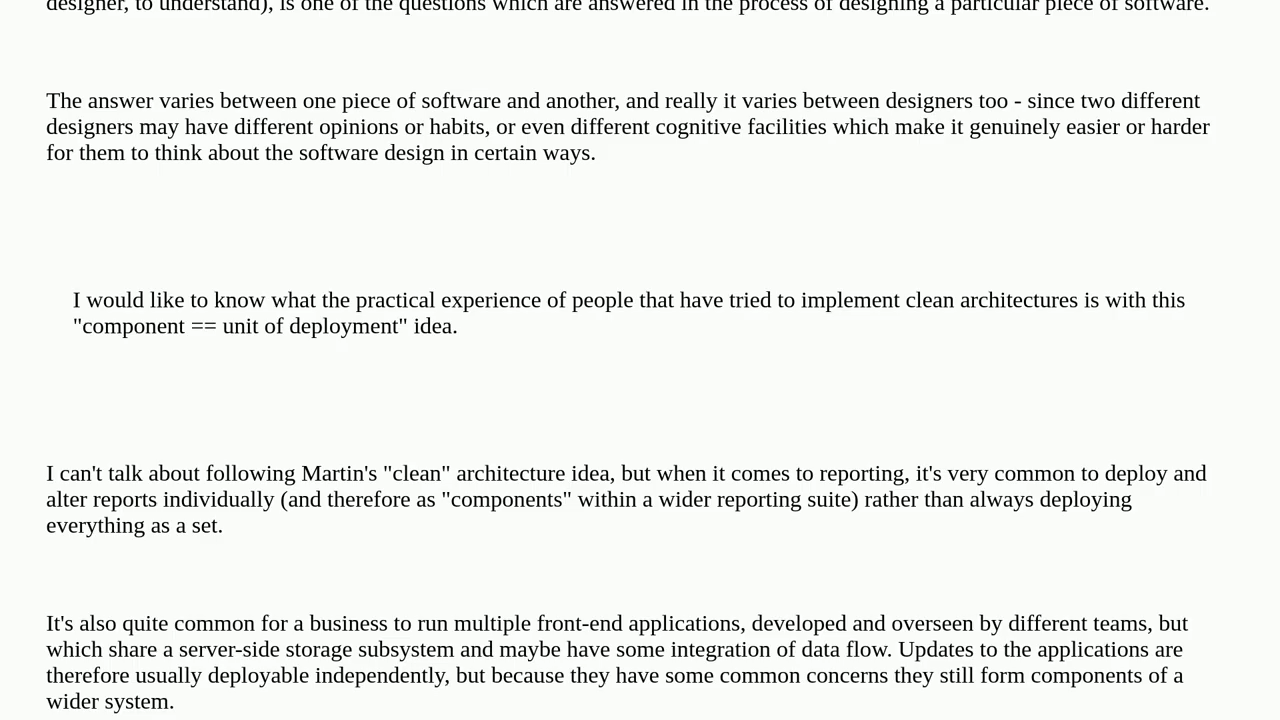 designer, to understand), is one of the questions which are answered in the process of designing a particular piece of software.
The answer varies between one piece of software and another, and really it varies between designers too - since two different
designers may have different opinions or habits, or even different cognitive facilities which make it genuinely easier or harder
for them to think about the software design in certain ways.
I would like to know what the practical experience of people that have tried to implement clean architectures is with this
"component == unit of deployment" idea.
I can't talk about following Martin's "clean" architecture idea, but when it comes to reporting, it's very common to deploy and
alter reports individually (and therefore as "components" within a wider reporting suite) rather than always deploying
everything as a set.
It's also quite common for a business to run multiple front-end applications, developed and overseen by different teams, but
which share a server-side storage subsystem and maybe have some integration of data flow. Updates to the applications are
therefore usually deployable independently, but because they have some common concerns they still form components of a
wider system.